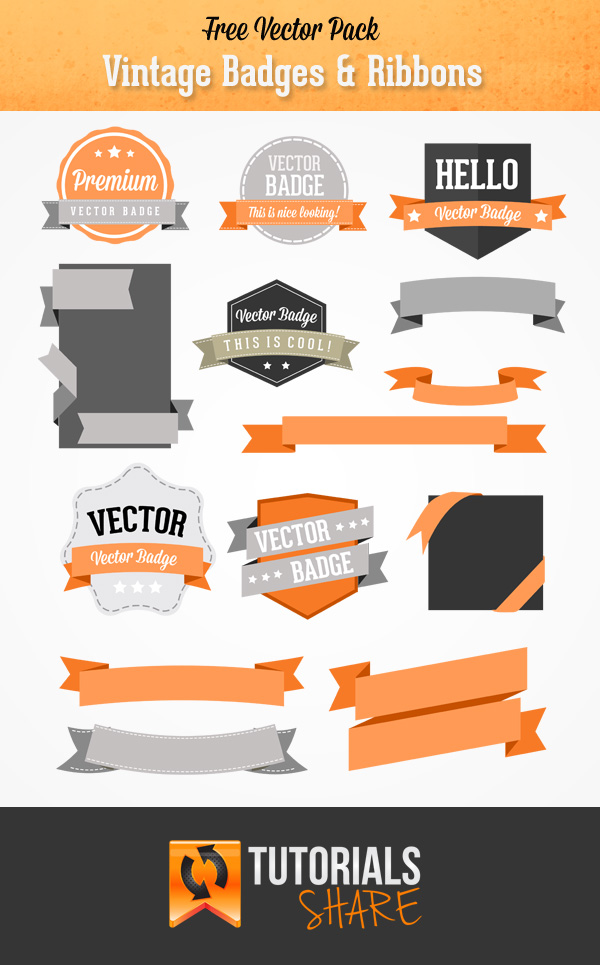 Free Vector Pack
Vintage Badges & Ribbons
Premium
VECTOR BADGE
VECTOR
BADGE
This is nice looking!
HELLO
Vector Badge
Vector Badge
THIS IS COOL!
VECTOR
Vector Badge
VECTOR
BADGE
TUTORIALS
SHARE